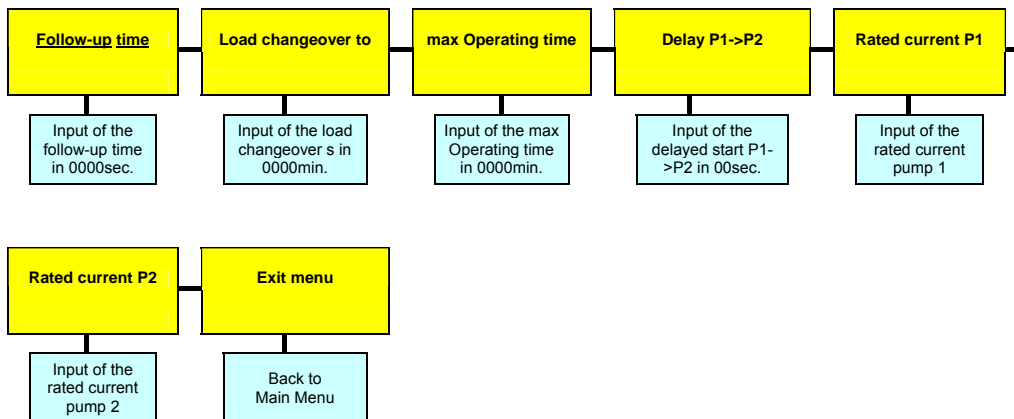 Follow-up time
Load changeover to
max Operating time
Delay P1->P2
Rated current P1
Input of the
follow-up time
in 0000sec.
Input of the load
changeover s in
0000min.
Input of the max
Operating time
in 0000min.
Input of the
delayed start P1-
>P2 in 00sec.
Input of the
rated current
pump 1
Rated current P2
Exit menu
Input of the
rated current
pump 2
Back to
Main Menu